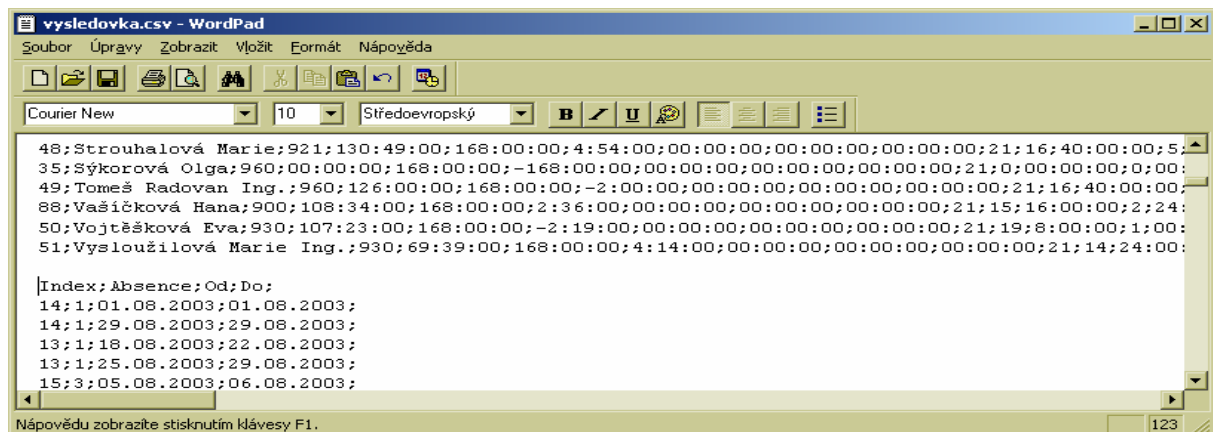 vysledovka.csv - WordPad
Soubor Úpravy Zobrazit Vložit Formát Nápověda
Courier New 10 Středoevropský B / U
48;Strouhalová Marie;921;130:49:00;168:00:00;4:54:00;00:00:00;00:00:00;00:00:00;21;16;40:00:00;5;
35;Sýkorová Olga;960;00:00:00;168:00:00;-168:00:00;00:00:00;00:00:00;00:00:00;21;0;00:00:00;0;00:
49;Tomeš Radovan Ing.;960;126:00:00;168:00:00;-2:00:00;00:00:00;00:00:00;00:00:00;21;16;40:00:00;
88;Vašíčková Hana;900;108:34:00;168:00:00;2:36:00;00:00:00;00:00:00;00:00:00;21;15;16:00:00;2;24:
50;Vojtěšková Eva;930;107:23:00;168:00:00;-2:19:00;00:00:00;00:00:00;00:00:00;21;19;8:00:00;1;00:
51;Vysloužilová Marie Ing.;930;69:39:00;168:00:00;4:14:00;00:00:00;00:00:00;00:00:00;21;14;24:00:
Index;Absence;Od;Do;
14;1;01.08.2003;01.08.2003;
14;1;29.08.2003;29.08.2003;
13;1;18.08.2003;22.08.2003;
13;1;25.08.2003;29.08.2003;
15;3;05.08.2003;06.08.2003;
Nápovědu zobrazíte stisknutím klávesy F1. 123